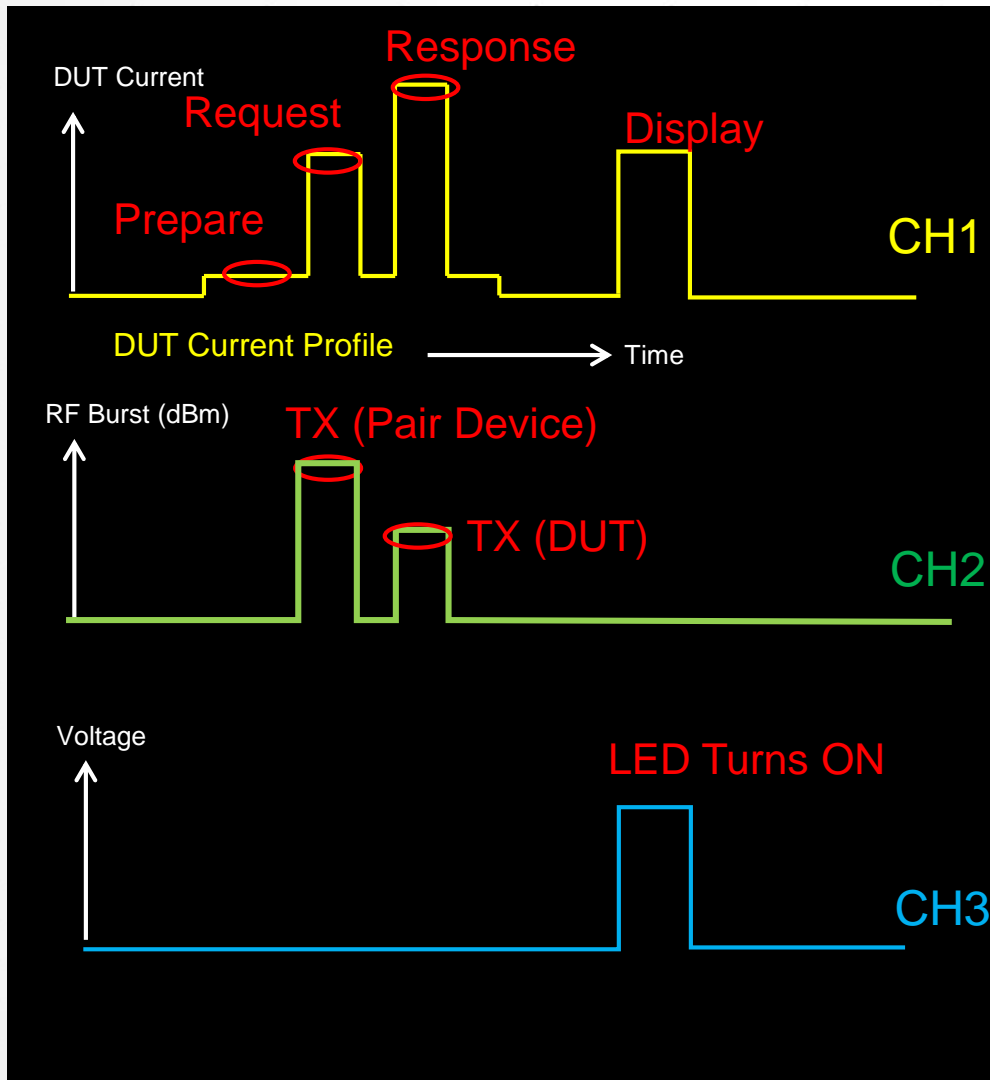 Response
DUT Current
Request
Display
Prepare
CH1
DUT Current Profile
Time
RF Burst (dBm)
TX (Pair Device)
TX (DUT)
CH2
Voltage
LED Turns ON
CH3